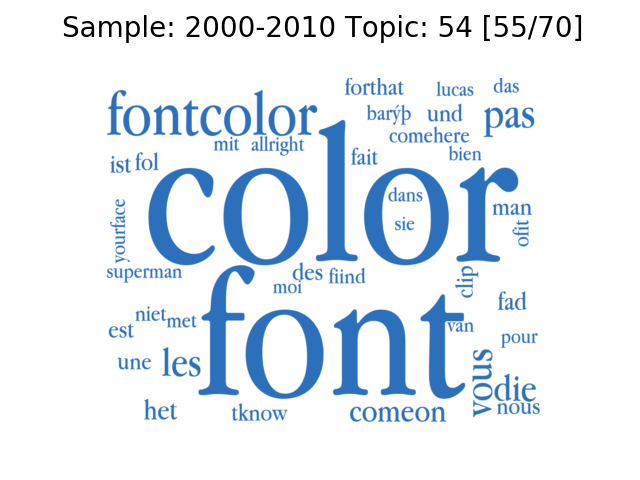 Sample: 2000-2010 Topic: 54 [55/70]
forthat
lucas
das
fontcolor
barýþ
und
pas
comehere
mit
allright
fait
bien
ist
fol
color
dans
sie
man
yourface
ofit
superman
des
fiind
moi
clip
font
fad
niet
met
est
van
pour
une
les
vous
die
nous
het
tknow
comeon